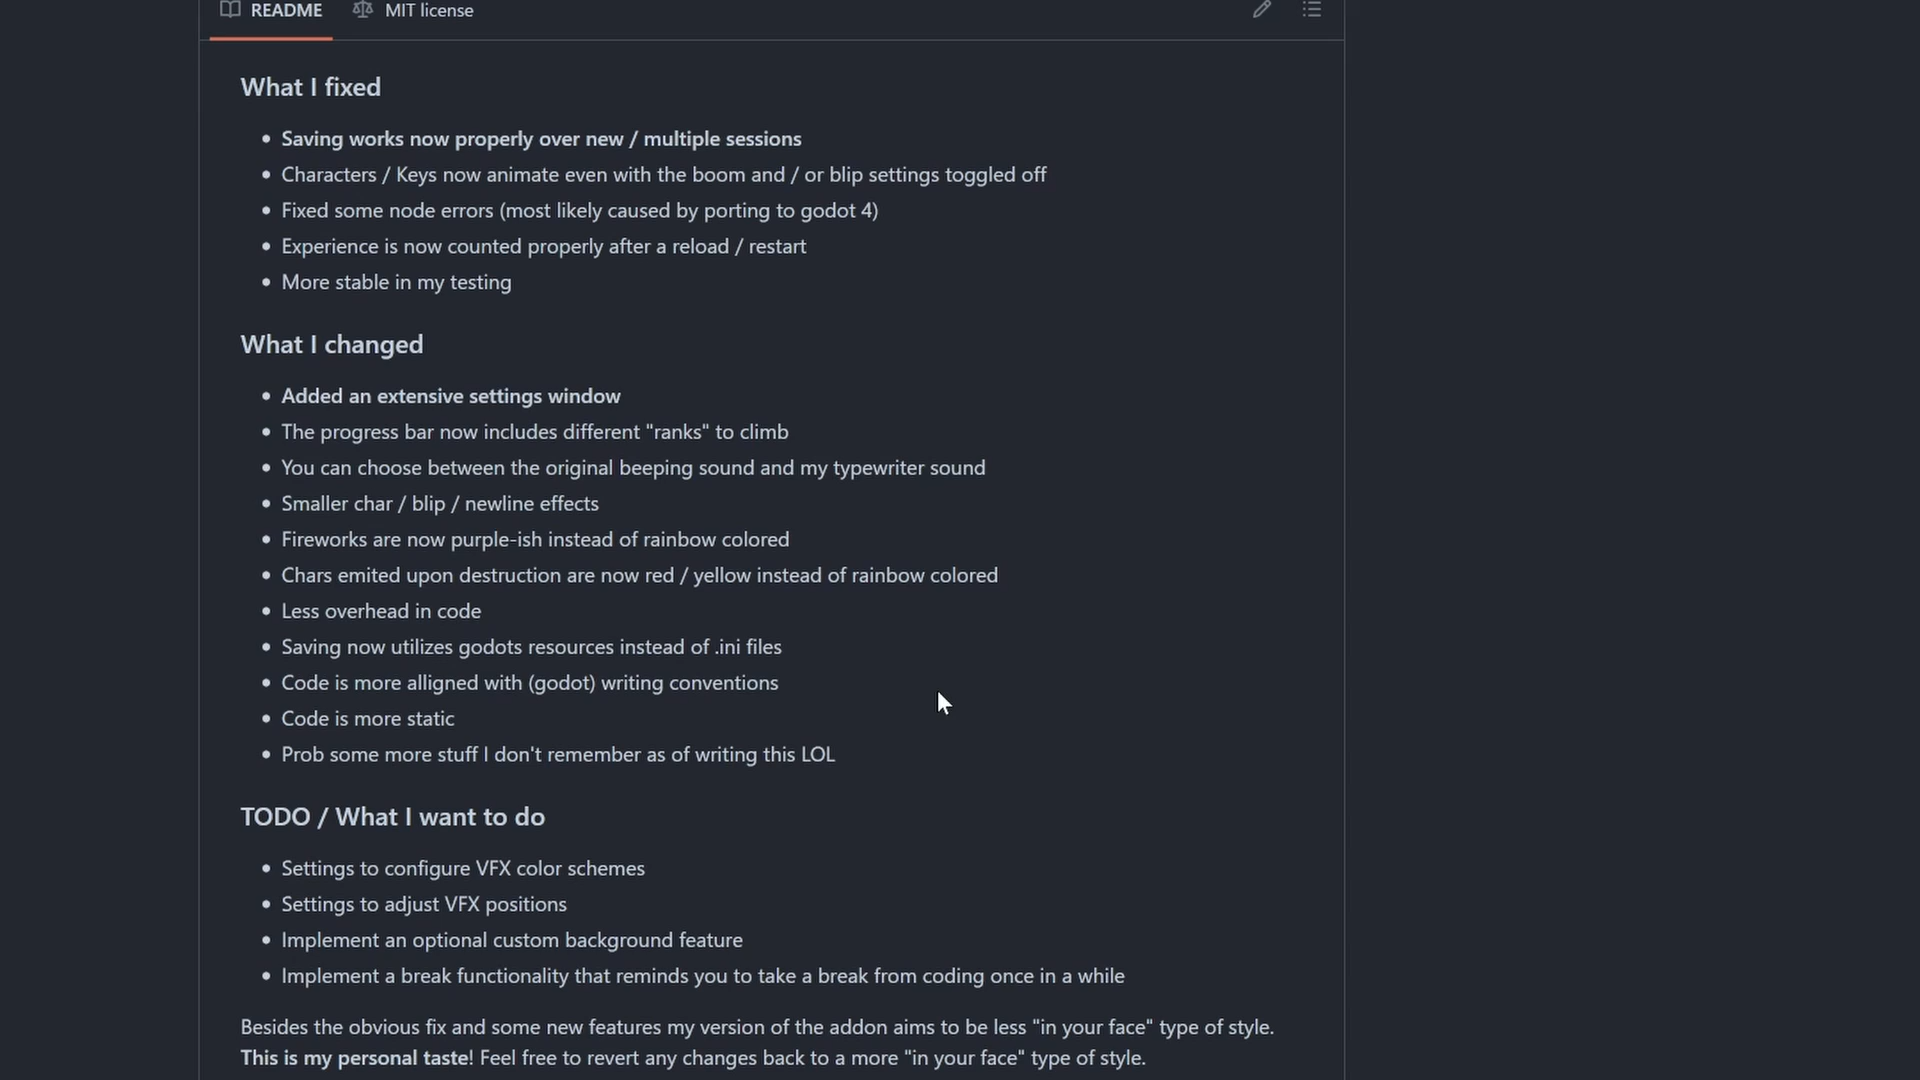 README
MIT license
What I fixed
Saving works now properly over new / multiple sessions
Characters / Keys now animate even with the boom and / or blip settings toggled off
Fixed some node errors (most likely caused by porting to godot 4)
Experience is now counted properly after a reload / restart
More stable in my testing
What I changed
Added an extensive settings window
The progress bar now includes different "ranks" to climb
You can choose between the original beeping sound and my typewriter sound
Smaller char / blip / newline effects
Fireworks are now purple-ish instead of rainbow colored
Chars emited upon destruction are now red / yellow instead of rainbow colored
Less overhead in code
Saving now utilizes godots resources instead of .ini files
Code is more alligned with (godot) writing conventions
Code is more static
Prob some more stuff I don't remember as of writing this LOL
TODO / What I want to do
Settings to configure VFX color schemes
Settings to adjust VFX positions
Implement an optional custom background feature
Implement a break functionality that reminds you to take a break from coding once in a while
Besides the obvious fix and some new features my version of the addon aims to be less "in your face" type of style.
This is my personal taste! Feel free to revert any changes back to a more "in your face" type of style.